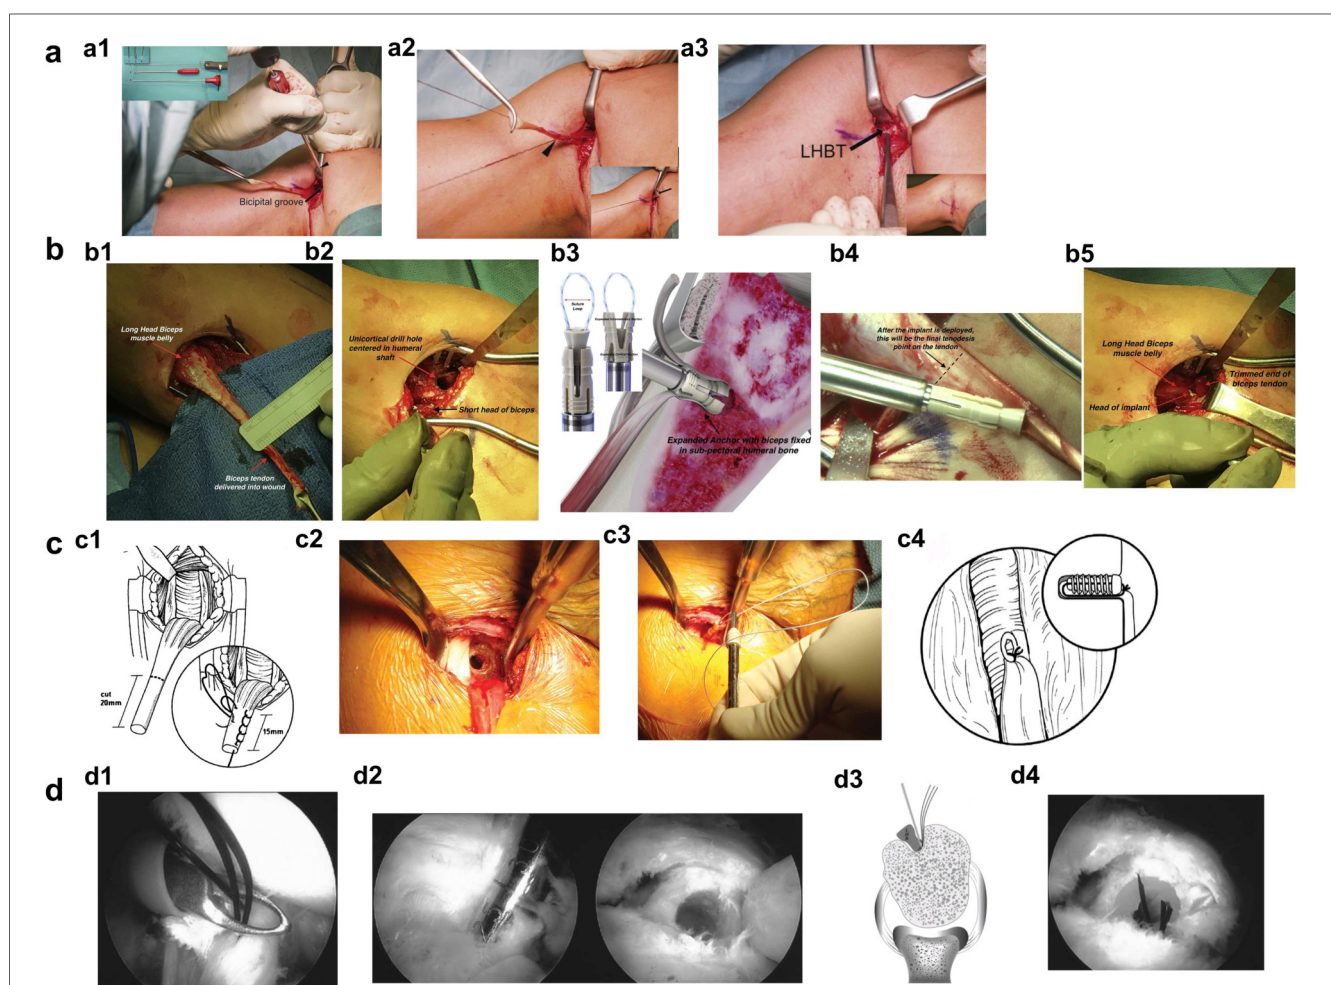 a
a1
a2
a3
Bicipital groove
LHBT
b
b1
b2
b3
b4
b5
Long Head Biceps
muscle belly
Biceps tendon
delivered into wound
Unicortical drill hole
centered in humeral
shaft
Short head of biceps
Suture
Loop
Expanded Anchar with biceps fixed
in sub-pectoral humeral bone
After the implant is deployed,
this will be the final tenodesis
point on the tendon
Long Head Biceps
muscle belly
Trimmed end of
biceps tendon
Head of implant
c
c1
c2
c3
c4
cut
20mm
15mm
d
d1
d2
d3
d4